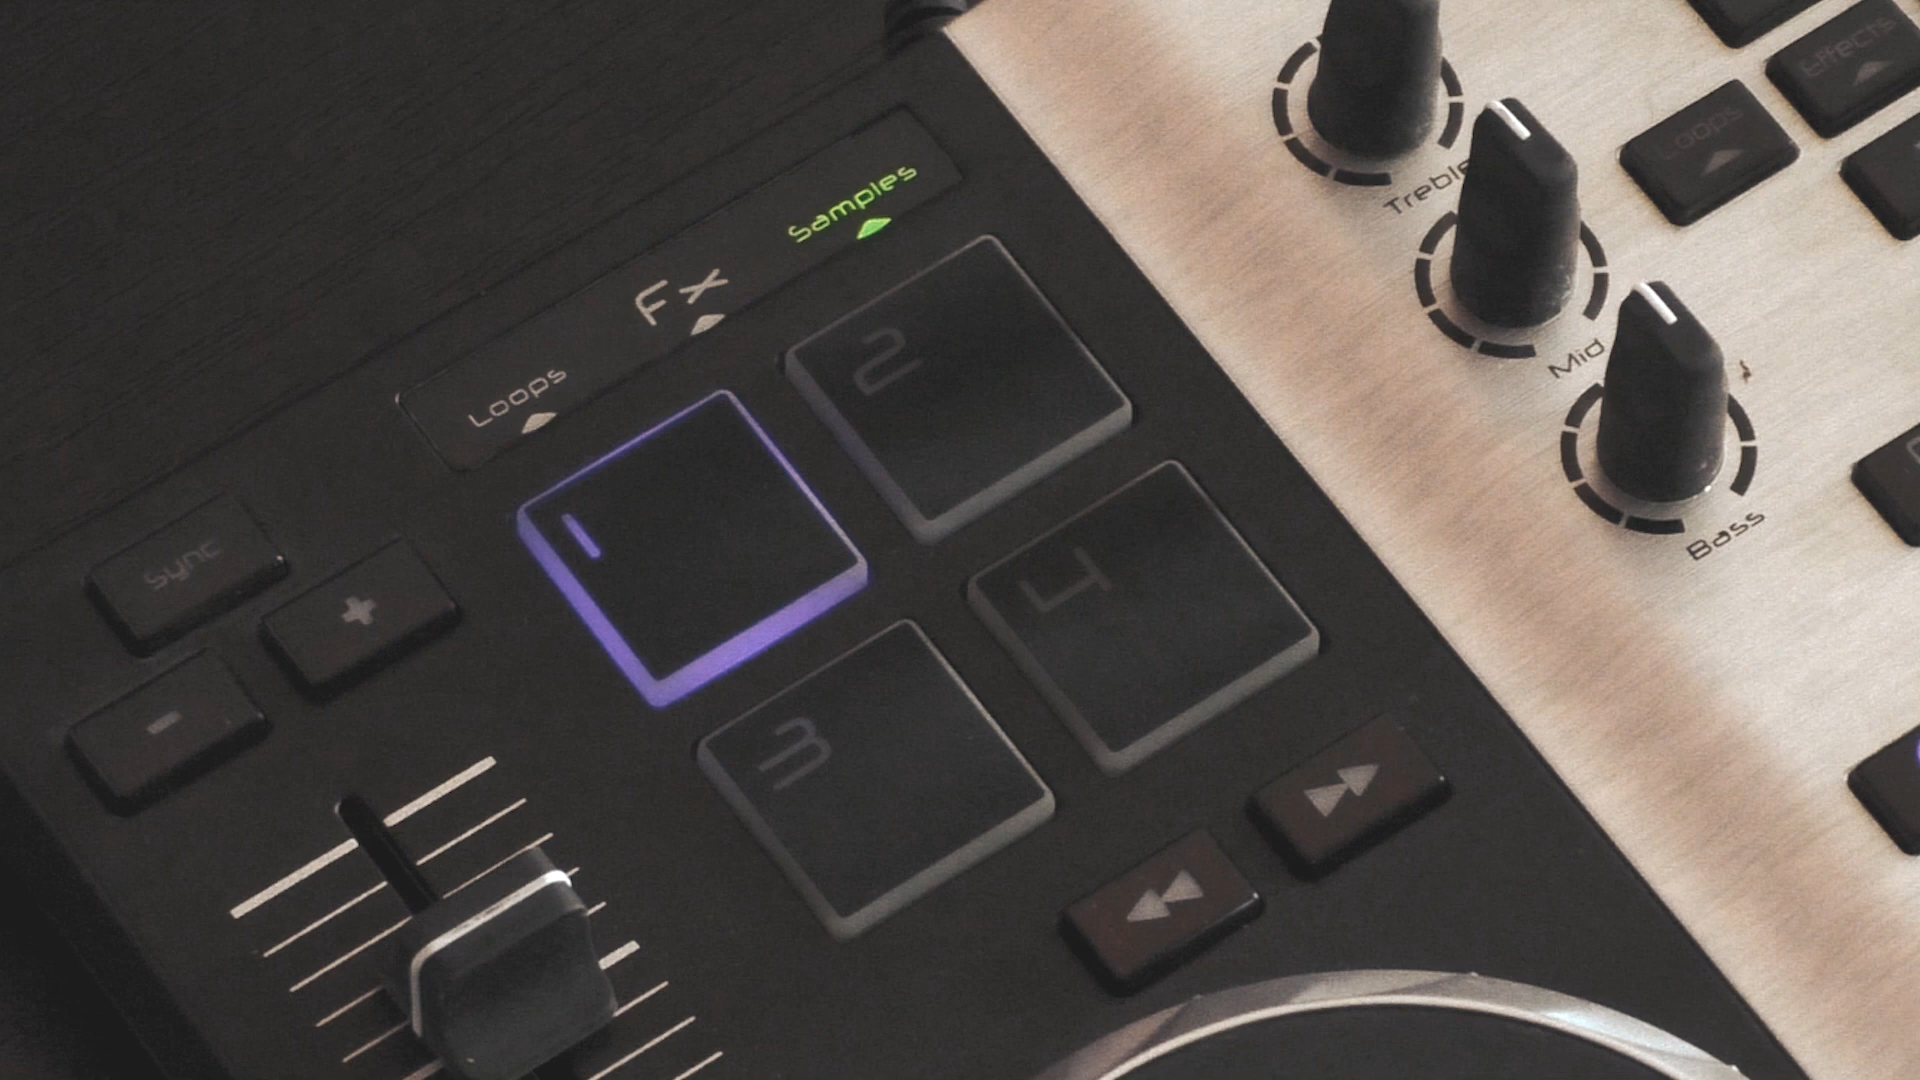 Effects
Loops
Treble
Samples
Fx
Mid
Loops
2
Bass
1
Sync
4
+
-
3